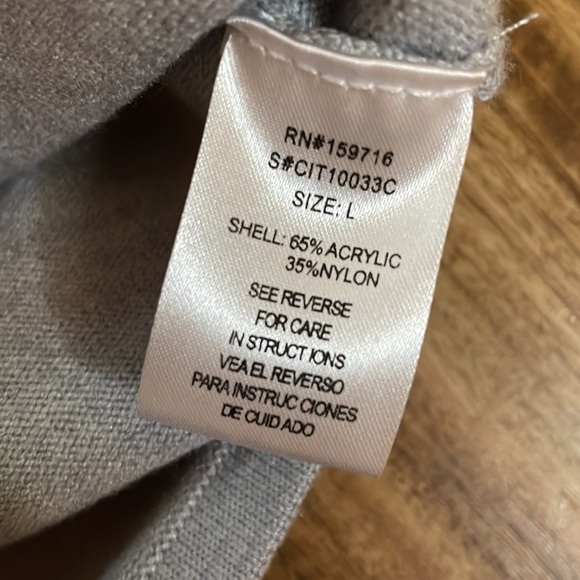 RN#159716
S#CIT10033C
SIZE: L
SHELL: 65% ACRYLIC
35%NYLON
SEE REVERSE
FOR CARE
IN STRUCT IONS
VEA EL REVERSO
PARA INSTRUC CIONES
DE CUID ADO